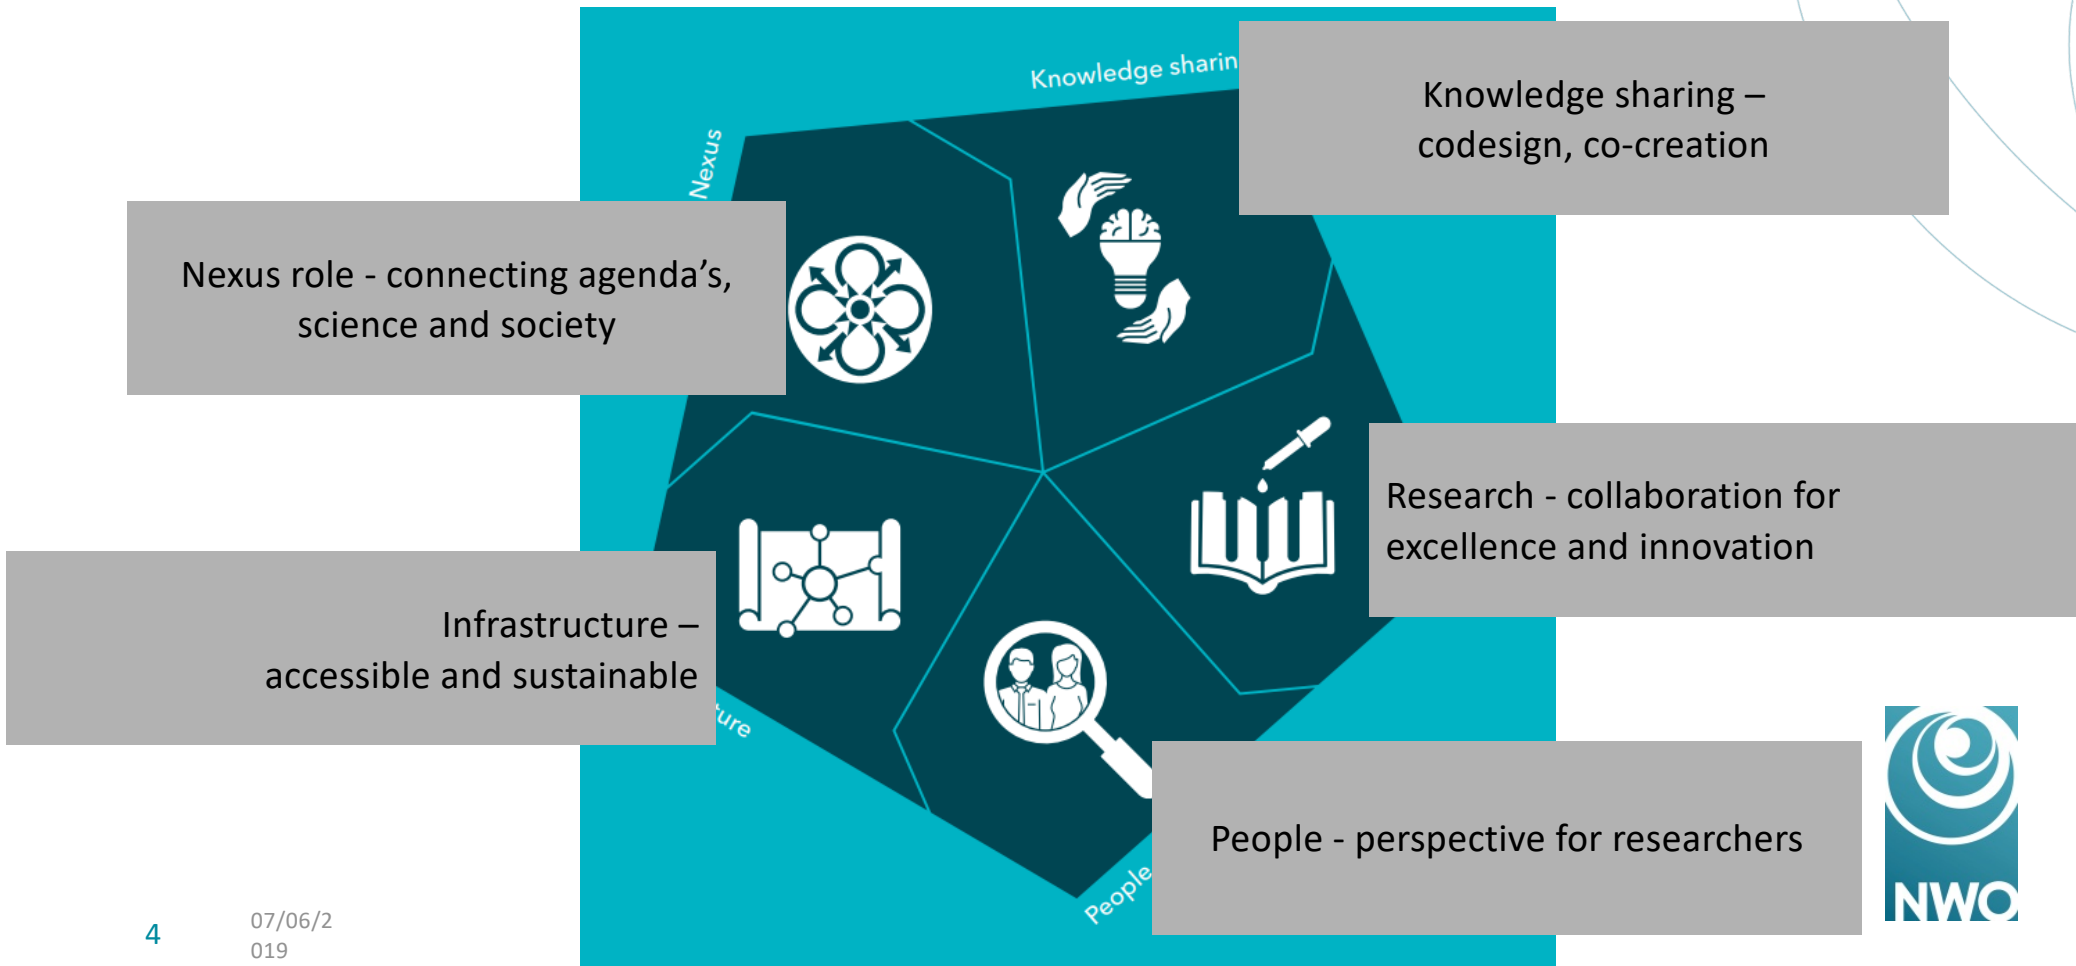 Knowledge sharin
Knowledge sharing –
codesign, co-creation
Nexus
Nexus role - connecting agenda’s,
science and society
Research - collaboration for
excellence and innovation
Infrastructure –
accessible and sustainable
ture
People - perspective for researchers
People
NWO
4
07/06/2
019